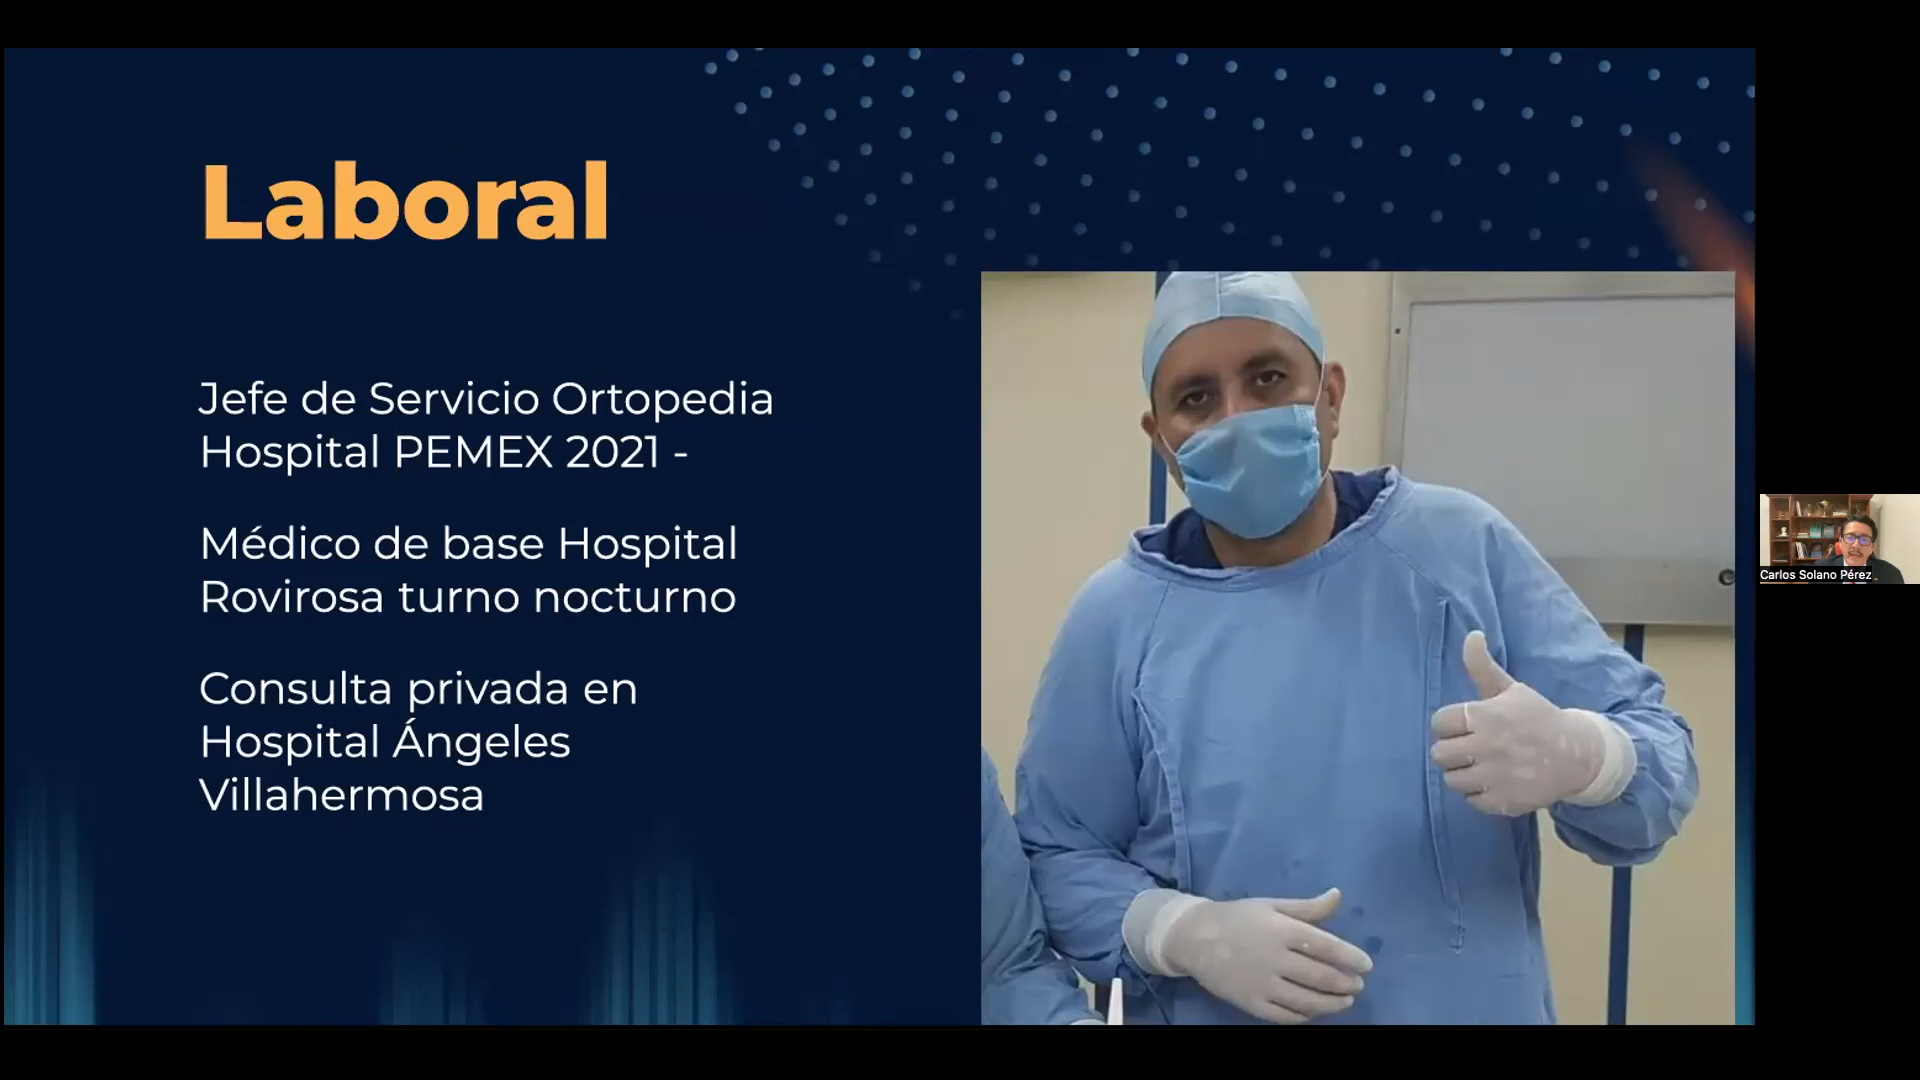 Laboral
Jefe de Servicio Ortopedia
Hospital PEMEX 2021 -
Médico de base Hospital
Rovirosa turno nocturno
Consulta privada en
Hospital Ángeles
Villahermosa
Carlos Solano Pérez